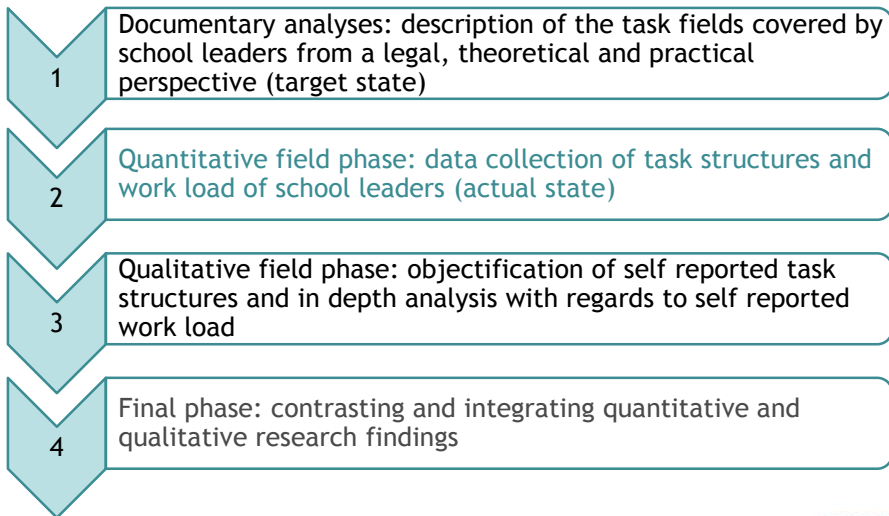 1
Documentary analyses: description of the task fields covered by
school leaders from a legal, theoretical and practical
perspective (target state)
2
Quantitative field phase: data collection of task structures and
work load of school leaders (actual state)
3
Qualitative field phase: objectification of self reported task
structures and in depth analysis with regards to self reported
work load
4
Final phase: contrasting and integrating quantitative and
qualitative research findings